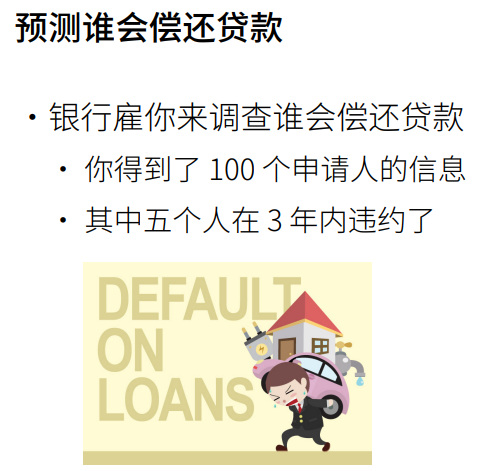 预测谁会偿还贷款
•银行雇你来调查谁会偿还贷款
• 你得到了 100 个申请人的信息
• 其中五个人在 3 年内违约了
DEFAULT
ON
LOANS